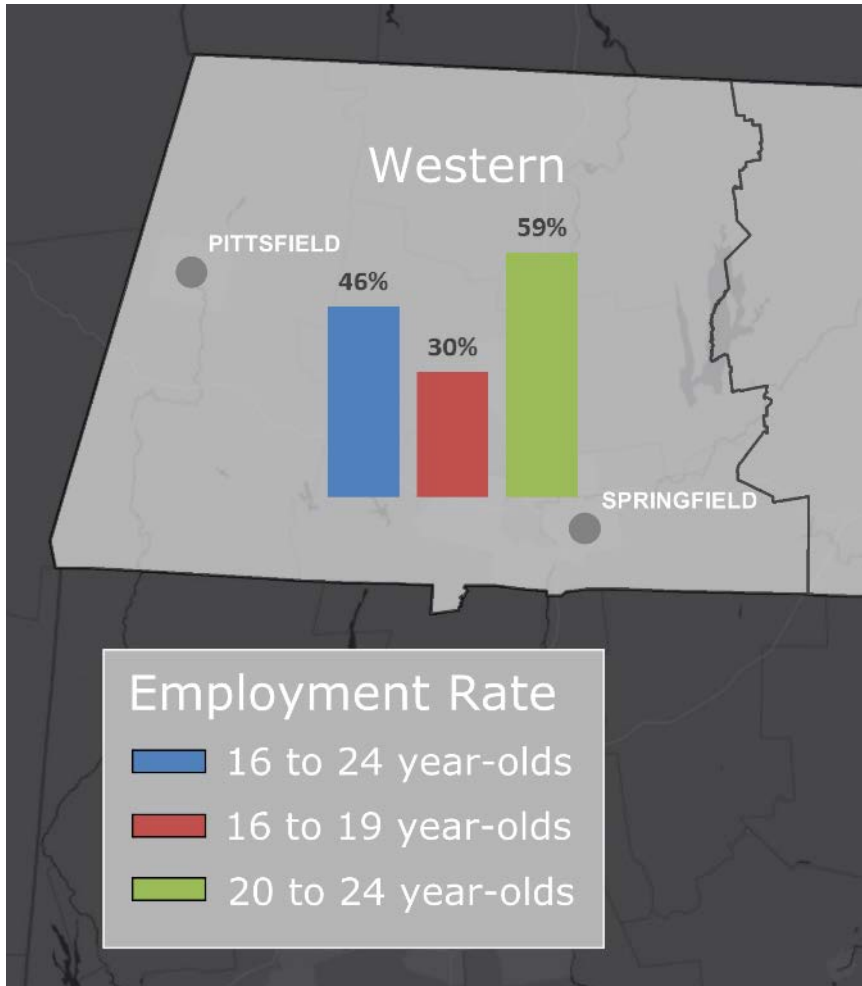 Western
PITTSFIELD
59%
46%
30%
SPRINGFIELD
Employment Rate
16 to 24 year-olds
16 to 19 year-olds
20 to 24 year-olds